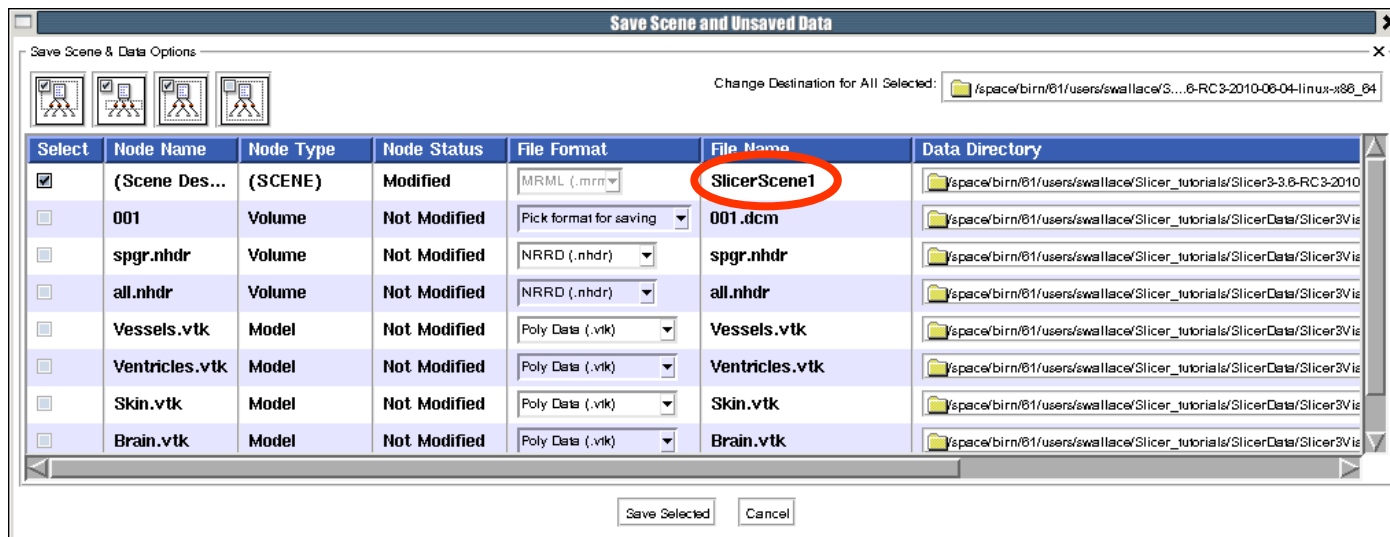 Save Scene and Unsaved Data
Save Scene & Data Options
Change Destination for All Selected: /space/birn/61/users/swallace/S....6-RC3-2010-06-04-linux-x86_64
Select Node Name Node Type Node Status File Format File Name Data Directory
(Scene Des... (SCENE) Modified MRML (.mrm SlicerScene1 /space/birn/61/users/swallace/Slicer_tutorials/Slicer3-3.6-RC3-2010
001 Volume Not Modified Pick format for saving 001.dcm /space/birn/61/users/swallace/Slicer_tutorials/SlicerData/Slicer3Vis
spgr.nhdr Volume Not Modified NRRD (.nhdr) spgr.nhdr /space/birn/61/users/swallace/Slicer_tutorials/SlicerData/Slicer3Vis
all.nhdr Volume Not Modified NRRD (.nhdr) all.nhdr /space/birn/61/users/swallace/Slicer_tutorials/SlicerData/Slicer3Vis
Vessels.vtk Model Not Modified Poly Data (.vtk) Vessels.vtk /space/birn/61/users/swallace/Slicer_tutorials/SlicerData/Slicer3Vis
Ventricles.vtk Model Not Modified Poly Data (.vtk) Ventricles.vtk /space/birn/61/users/swallace/Slicer_tutorials/SlicerData/Slicer3Vis
Skin.vtk Model Not Modified Poly Data (.vtk) Skin.vtk /space/birn/61/users/swallace/Slicer_tutorials/SlicerData/Slicer3Vis
Brain.vtk Model Not Modified Poly Data (.vtk) Brain.vtk /space/birn/61/users/swallace/Slicer_tutorials/SlicerData/Slicer3Vis
Save Selected Cancel